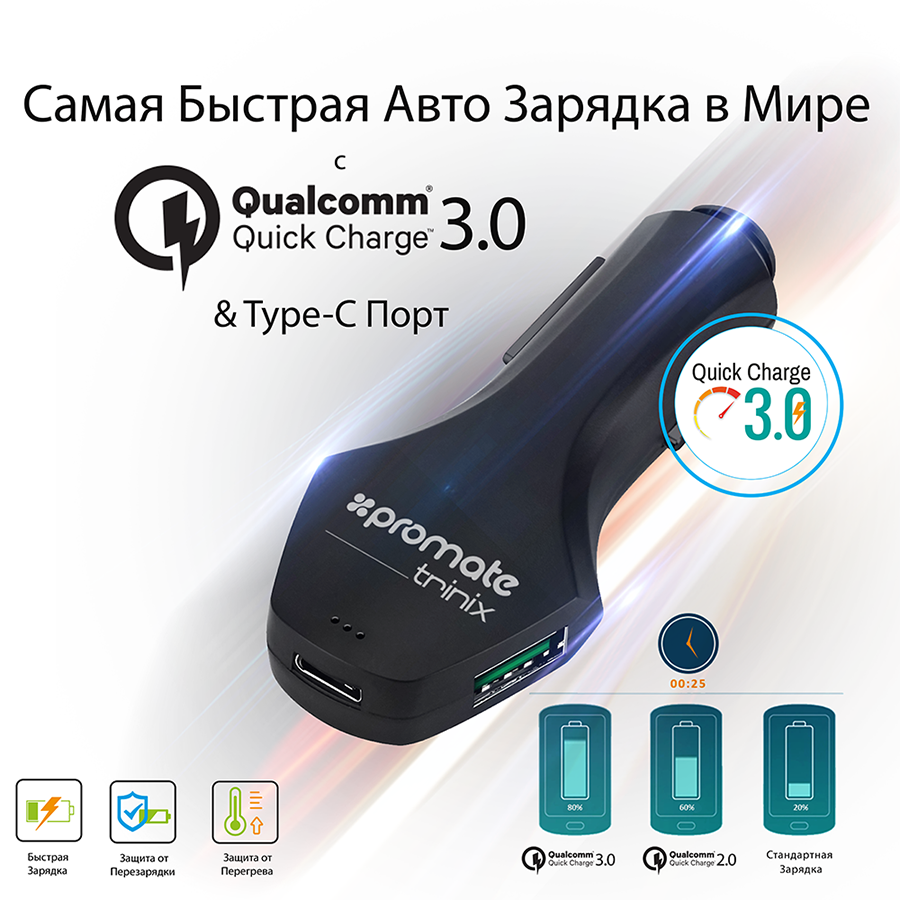 Самая Быстрая Авто Зарядка в Мире
с
Qualcomm®
Quick Charge™ 3.0
& Type-C Порт
Quick Charge
3.0
promate
trinix
00:25
80%
60%
20%
Qualcomm
Quick Charge 3.0
Qualcomm
Quick Charge 2.0
Стандартная
Зарядка
Быстрая
Зарядка
Защита от
Перезарядки
Защита от
Перегрева